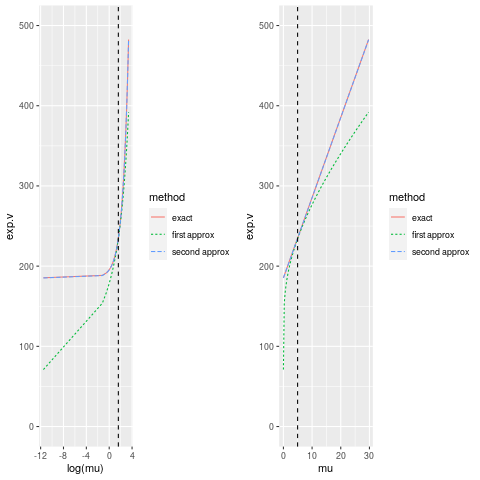 500
400
300
200
100
0
exp.v
-12 -8 -4 0 4
log(mu)
method
exact
first approx
second approx
500
400
300
200
100
0
exp.v
0 10 20 30
mu
method
exact
first approx
second approx